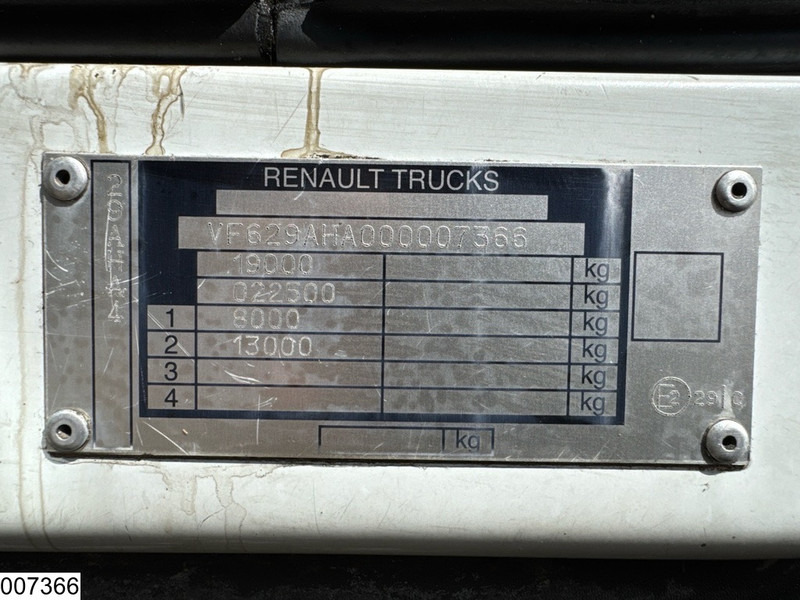 RENAULT TRUCKS
VF629AHA000007366
19000 kg
022500 kg
1 8000 kg
2 13000 kg
3 kg
4 kg
kg
E2
007366